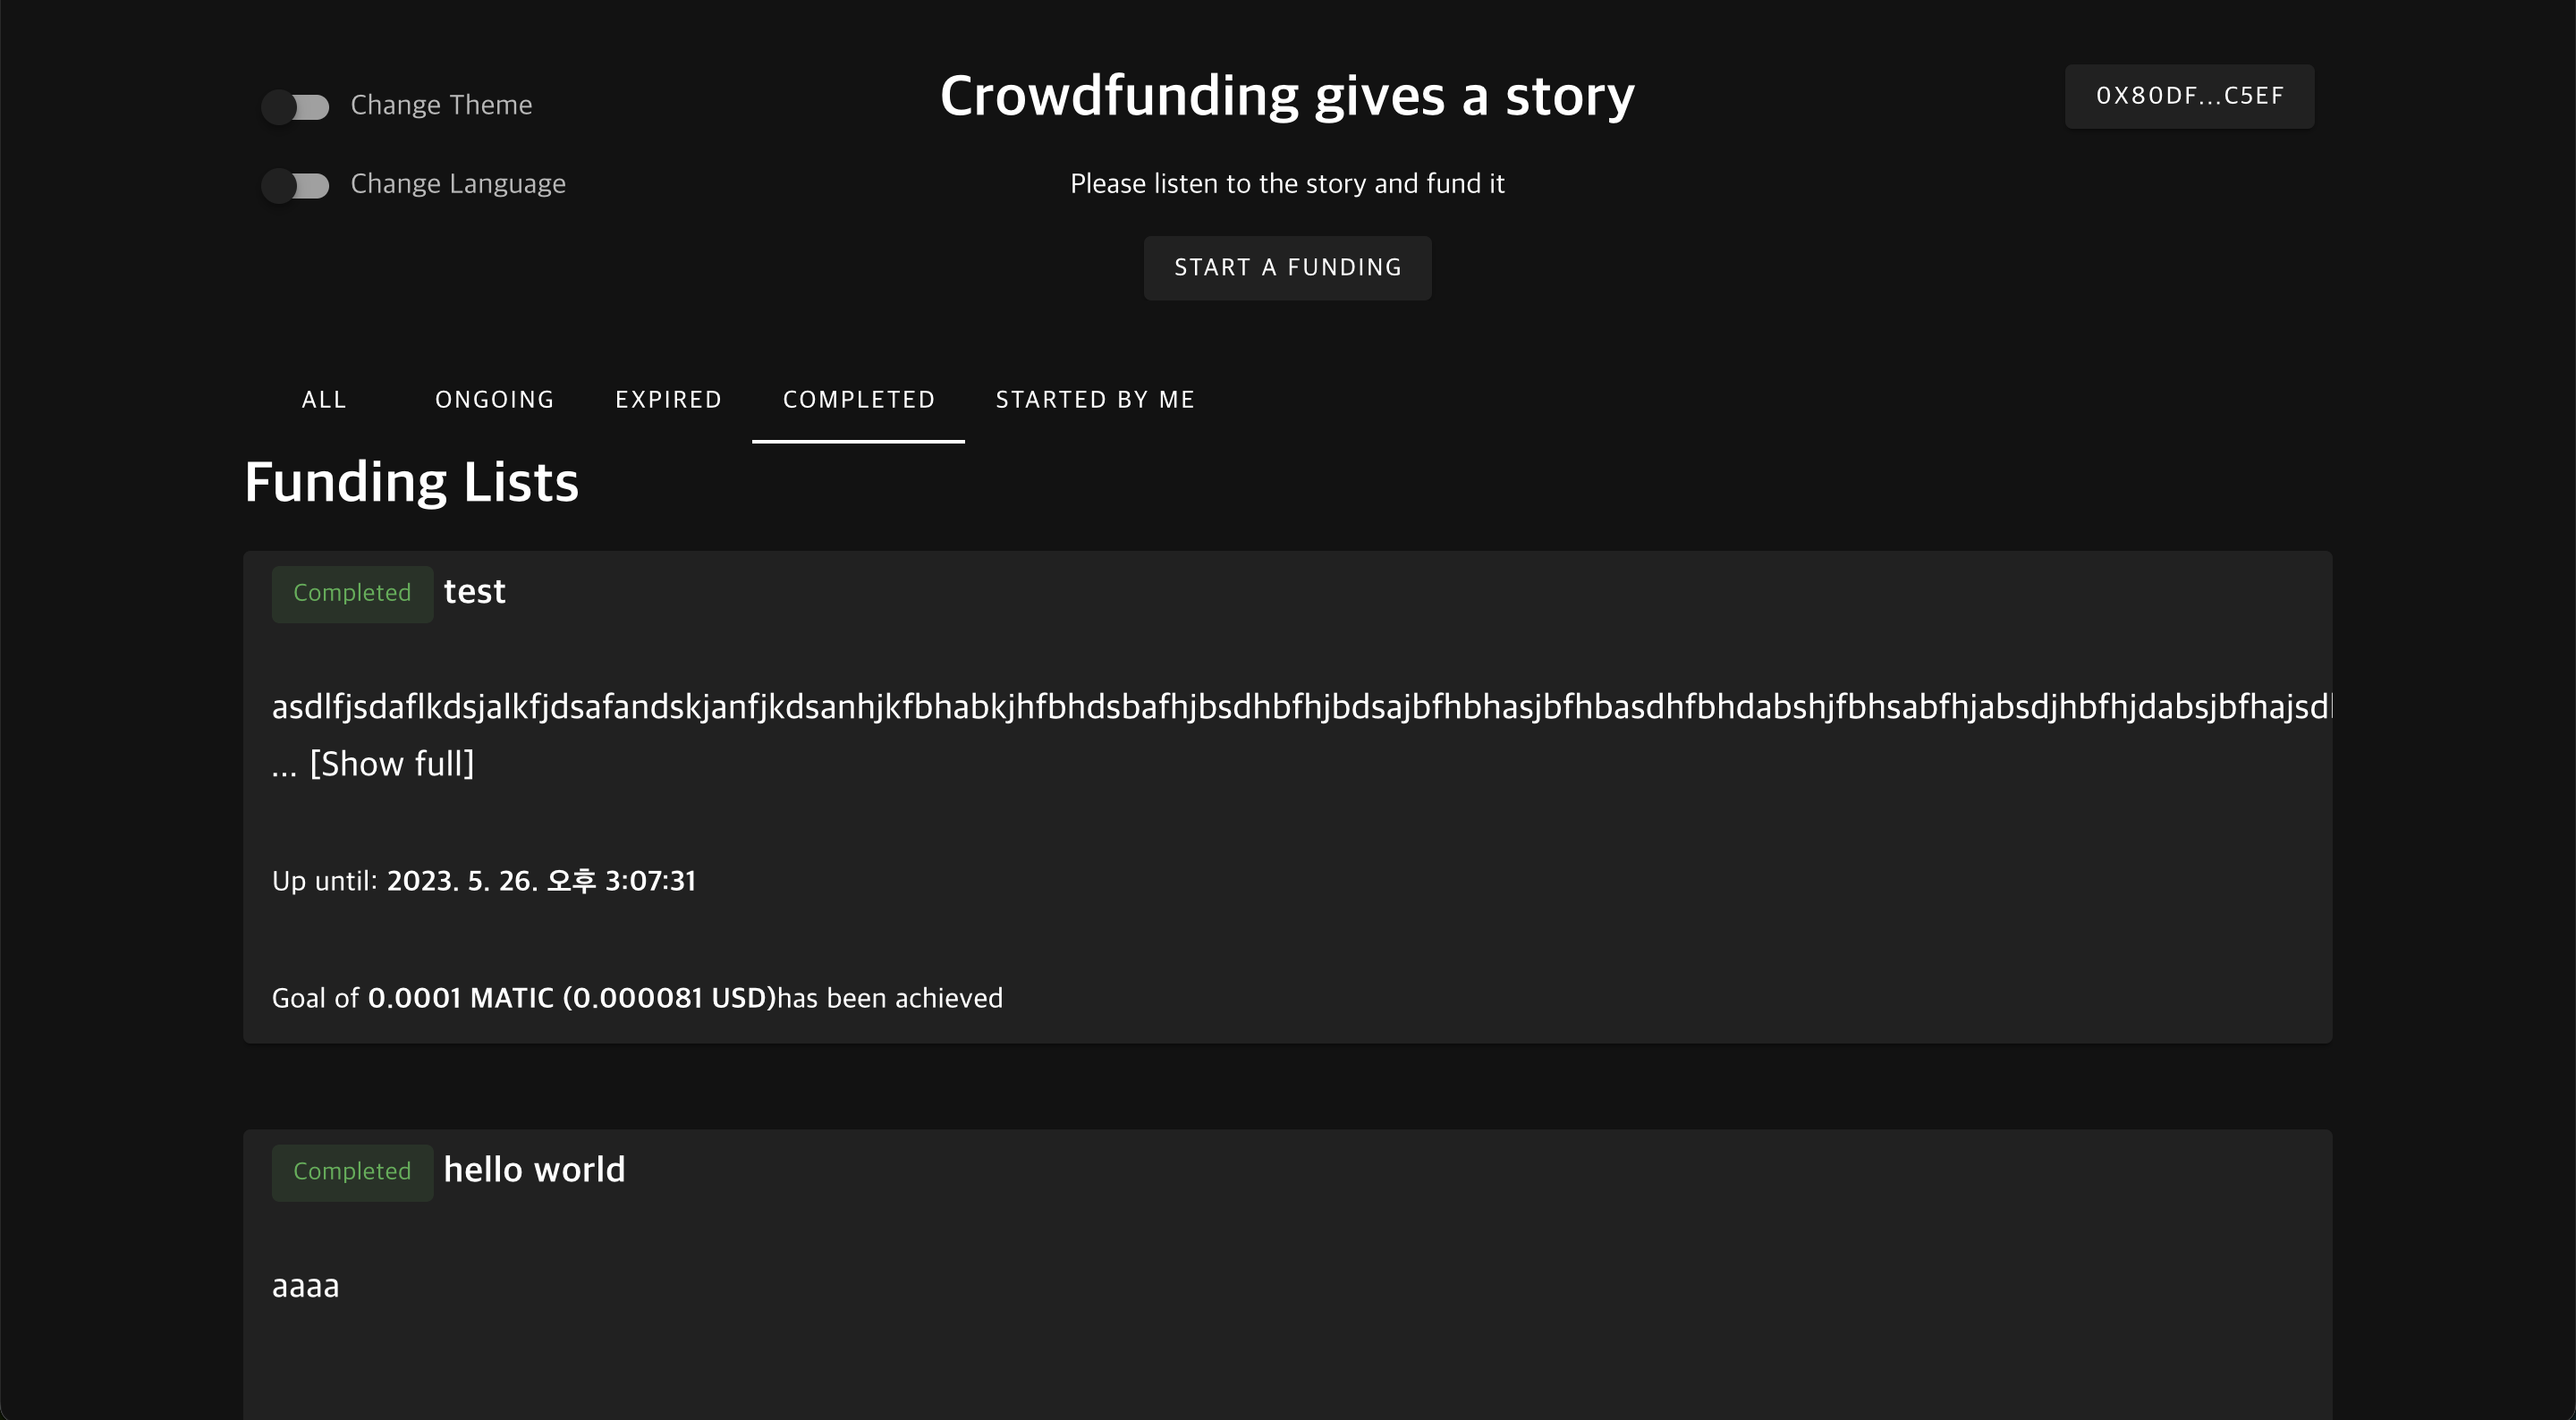 Change Theme
Crowdfunding gives a story
0X80DF...C5EF
Change Language
Please listen to the story and fund it
START A FUNDING
ALL ONGOING EXPIRED COMPLETED STARTED BY ME
Funding Lists
Completed test
asdlfjsdaflkdsjalkfjdsafandskjanfjkdsanhjkfbhabkjhfbhdsbafhjbsdhbfhjbdsajbfhbhasjbfhbasdhfbhdabshjfbhsabfhjabsdjhbfhjdabsjbfhajsd
... [Show full]
Up until: 2023. 5. 26. 오후 3:07:31
Goal of 0.0001 MATIC (0.000081 USD)has been achieved
Completed hello world
aaaa